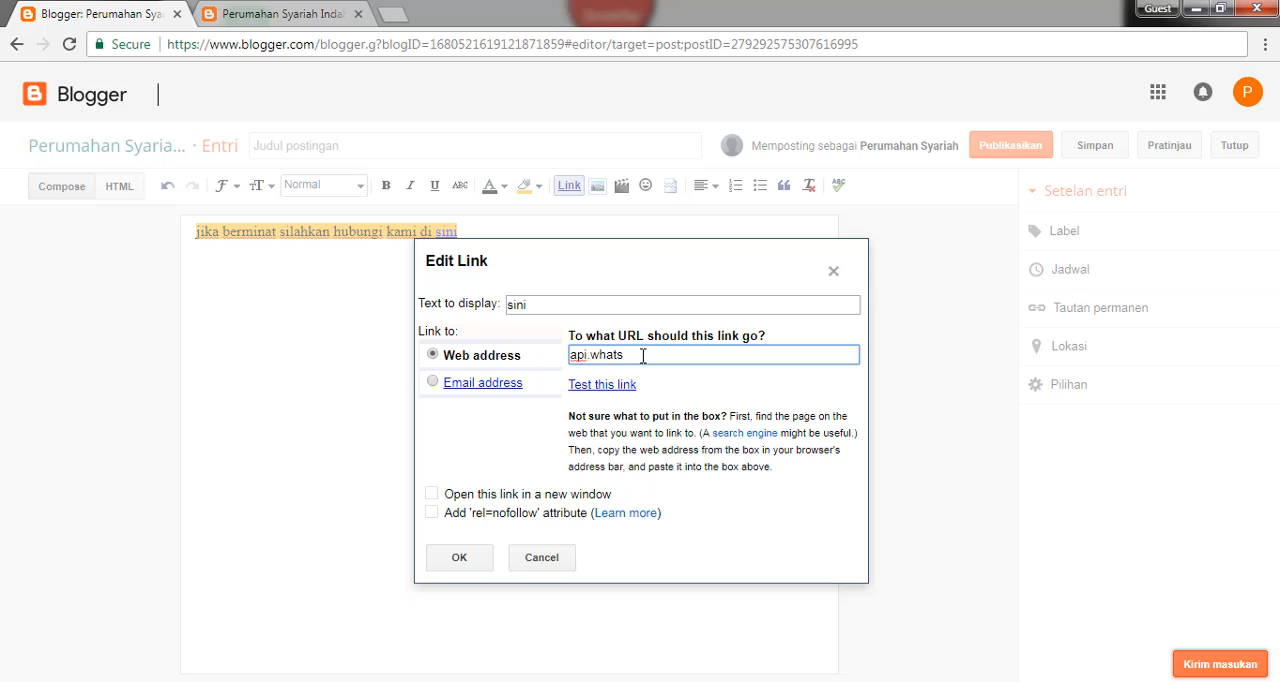 Blogger: Perumahan Sya
Perumahan Syariah Inda
Guest
Secure
https://www.blogger.com/blogger.g?blogID=1680521619121871859#editor/target=post;postID=279292575307616995
Blogger
P
Perumahan Syaria... · Entri
Judul postingan
Memposting sebagai Perumahan Syariah
Publikasikan
Simpan
Pratinjau
Tutup
Compose
HTML
Normal
B
I
U
ABC
A
Link
Setelan entri
Label
Jadwal
Tautan permanen
Lokasi
Pilihan
jika berminat silahkan hubungi kami di sini
Edit Link
Text to display: sini
Link to:
Web address
Email address
To what URL should this link go?
api.whats
Test this link
Not sure what to put in the box? First, find the page on the
web that you want to link to. (A search engine might be useful.)
Then, copy the web address from the box in your browser's
address bar, and paste it into the box above.
Open this link in a new window
Add 'rel=nofollow' attribute (Learn more)
OK
Cancel
Kirim masukan